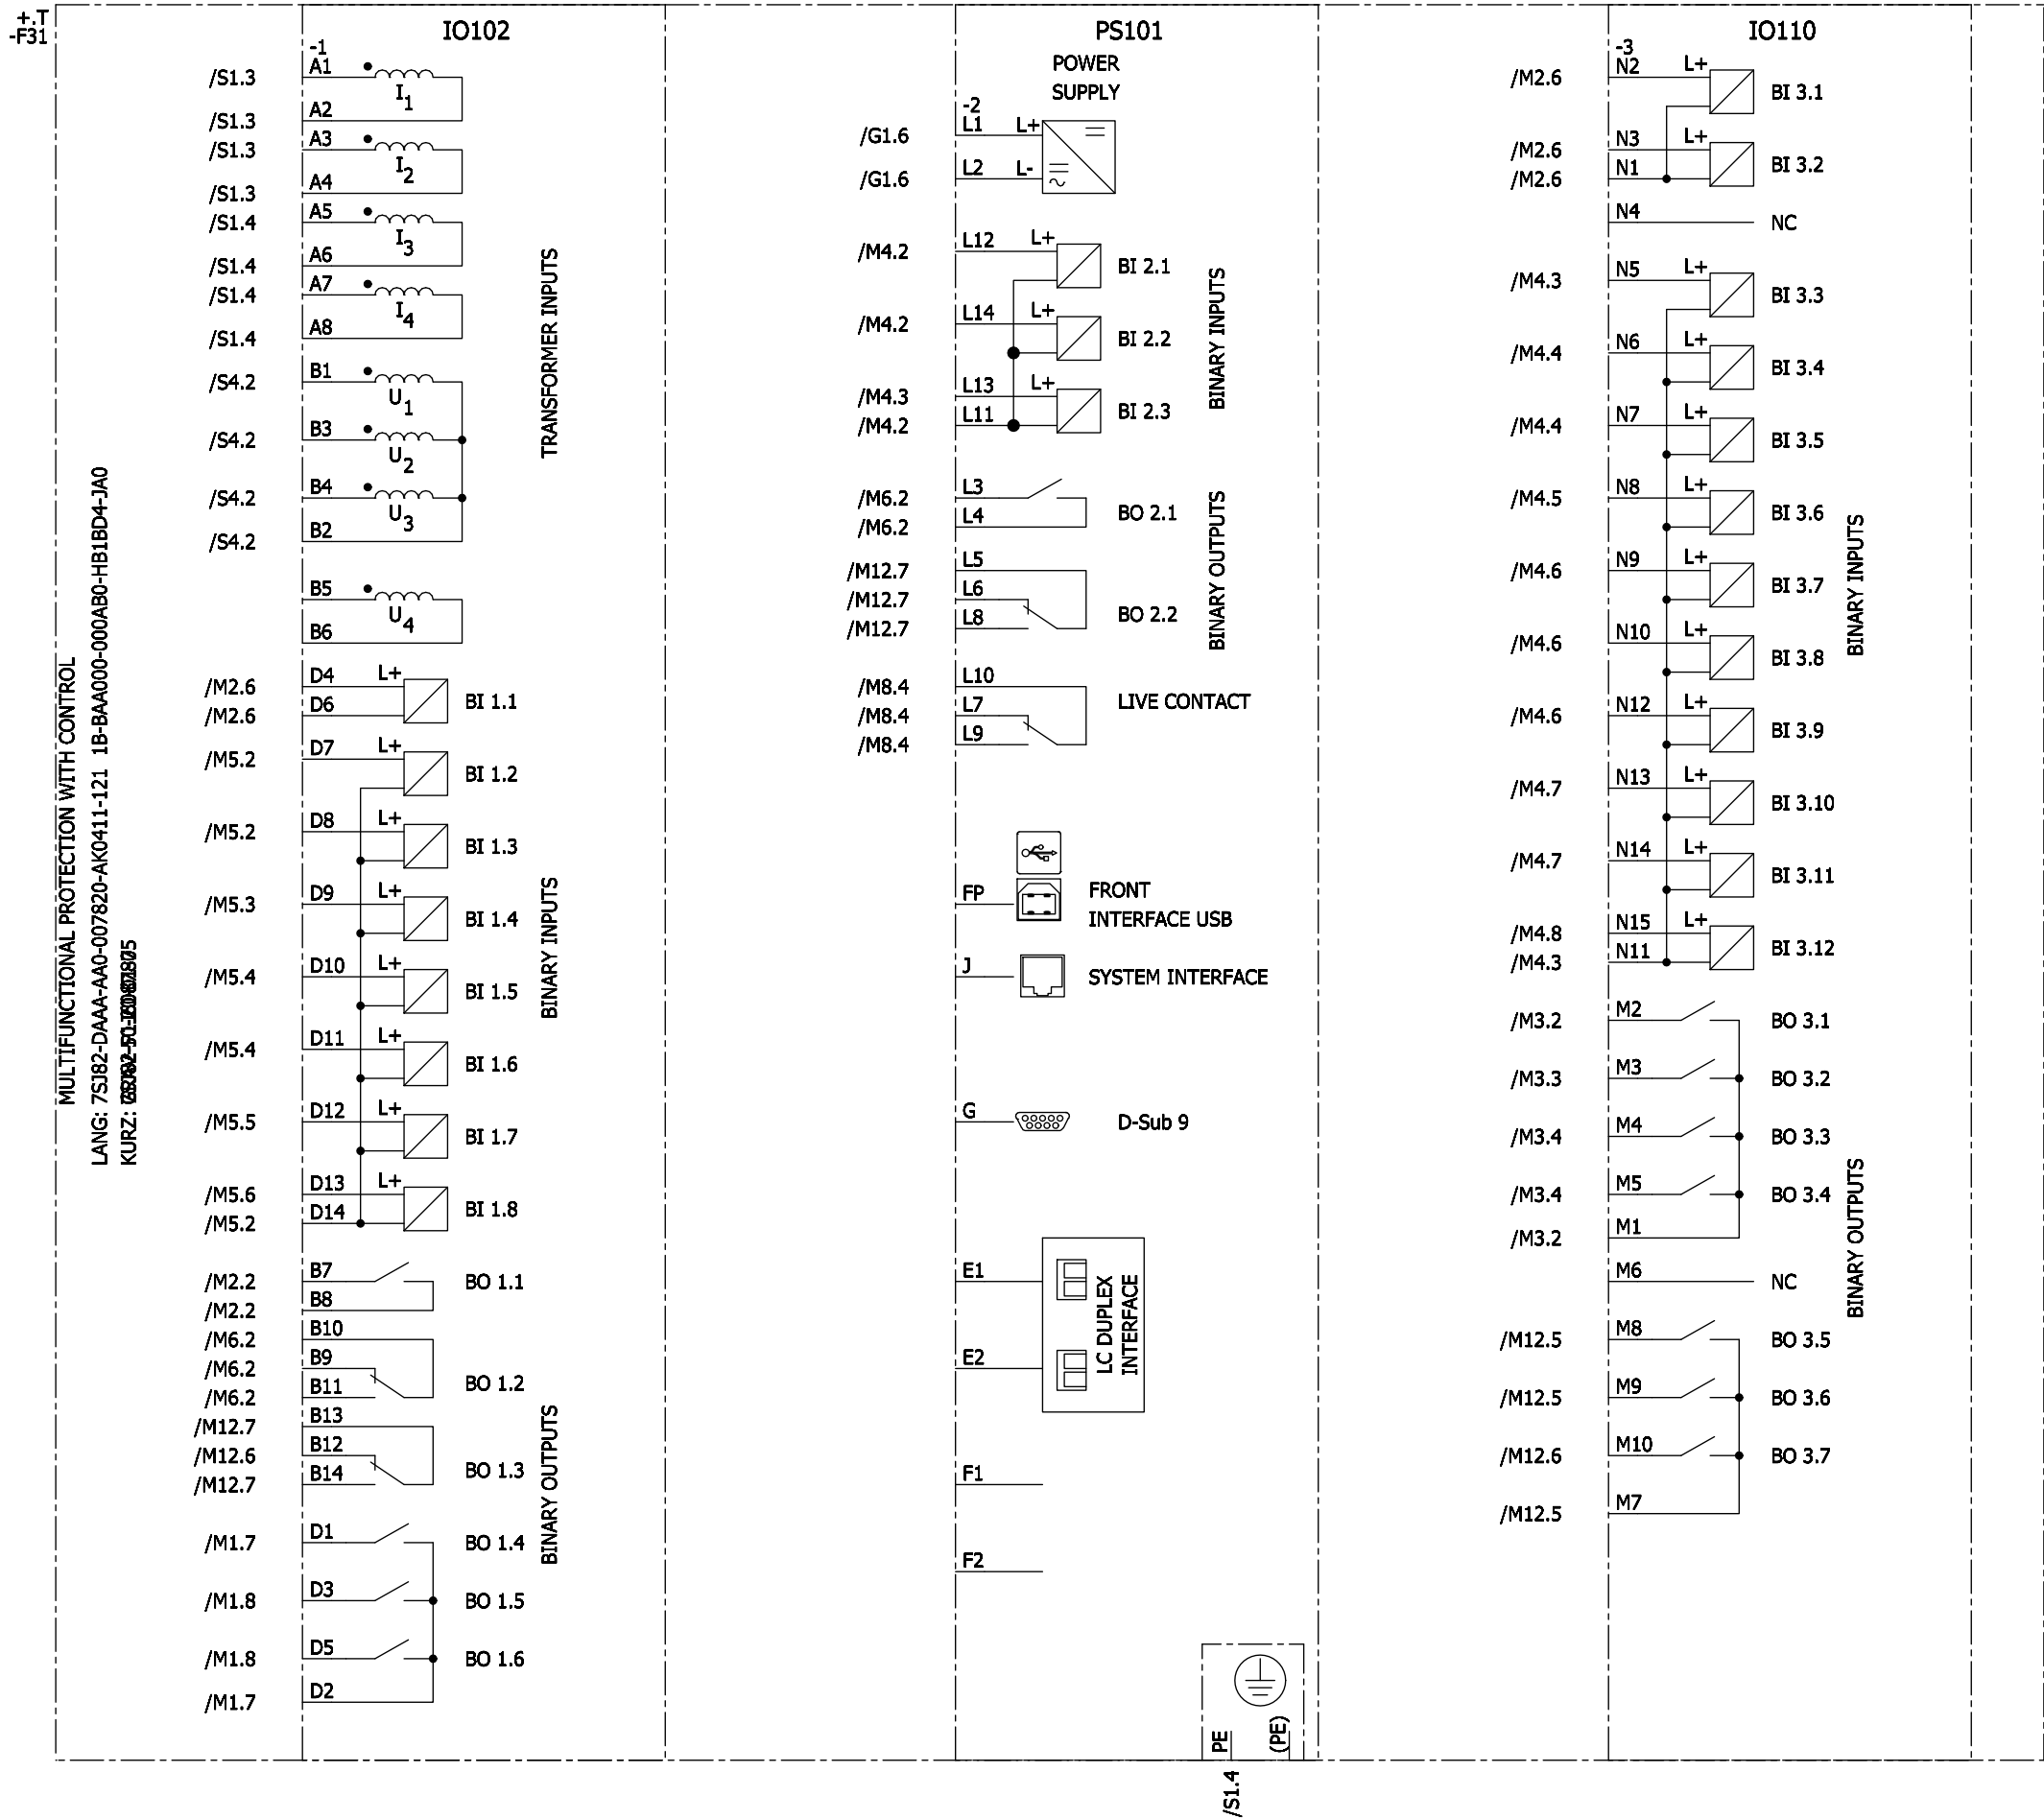 +.T
-F31
MULTIFUNCTIONAL PROTECTION WITH CONTROL
LANG: 7SJ82-DAAA-AA0-007820-AK0411-121 1B-BAA000-000AB0-HB1BD4-JA0
KURZ:
IO102
-1
/S1.3 A1 I1
/S1.3 A2
/S1.3 A3 I2
/S1.3 A4
/S1.4 A5 I3
/S1.4 A6
/S1.4 A7 I4
/S1.4 A8
/S4.2 B1 U1
/S4.2 B3 U2
/S4.2 B4 U3
/S4.2 B2
B5 U4
B6
TRANSFORMER INPUTS
/M2.6 D4 L+ BI 1.1
/M2.6 D6
/M5.2 D7 L+ BI 1.2
/M5.2 D8 L+ BI 1.3
/M5.3 D9 L+ BI 1.4
/M5.4 D10 L+ BI 1.5
/M5.4 D11 L+ BI 1.6
/M5.5 D12 L+ BI 1.7
/M5.6 D13 L+ BI 1.8
/M5.2 D14
BINARY INPUTS
/M2.2 B7 BO 1.1
/M2.2 B8
/M6.2 B10
/M6.2 B9 BO 1.2
/M6.2 B11
/M12.7 B13
/M12.6 B12 BO 1.3
/M12.7 B14
/M1.7 D1 BO 1.4
/M1.8 D3 BO 1.5
/M1.8 D5 BO 1.6
/M1.7 D2
BINARY OUTPUTS
PS101
POWER
SUPPLY
-2
/G1.6 L1 L+
/G1.6 L2 L-
/M4.2 L12 L+ BI 2.1
/M4.2 L14 L+ BI 2.2
/M4.3 L13 L+ BI 2.3
/M4.2 L11
BINARY INPUTS
/M6.2 L3 BO 2.1
/M6.2 L4
/M12.7 L5
/M12.7 L6 BO 2.2
/M12.7 L8
BINARY OUTPUTS
/M8.4 L10 LIVE CONTACT
/M8.4 L7
/M8.4 L9
FP FRONT
INTERFACE USB
J SYSTEM INTERFACE
G D-Sub 9
E1
E2
LC DUPLEX
INTERFACE
F1
F2
PE
(PE)
/S1.4
IO110
-3
/M2.6 N2 L+ BI 3.1
/M2.6 N3 L+ BI 3.2
/M2.6 N1
N4 NC
/M4.3 N5 L+ BI 3.3
/M4.4 N6 L+ BI 3.4
/M4.4 N7 L+ BI 3.5
/M4.5 N8 L+ BI 3.6
/M4.6 N9 L+ BI 3.7
/M4.6 N10 L+ BI 3.8
/M4.6 N12 L+ BI 3.9
/M4.7 N13 L+ BI 3.10
/M4.7 N14 L+ BI 3.11
/M4.8 N15 L+ BI 3.12
/M4.3 N11
BINARY INPUTS
/M3.2 M2 BO 3.1
/M3.3 M3 BO 3.2
/M3.4 M4 BO 3.3
/M3.4 M5 BO 3.4
/M3.2 M1
M6 NC
/M12.5 M8 BO 3.5
/M12.5 M9 BO 3.6
/M12.6 M10 BO 3.7
/M12.5 M7
BINARY OUTPUTS